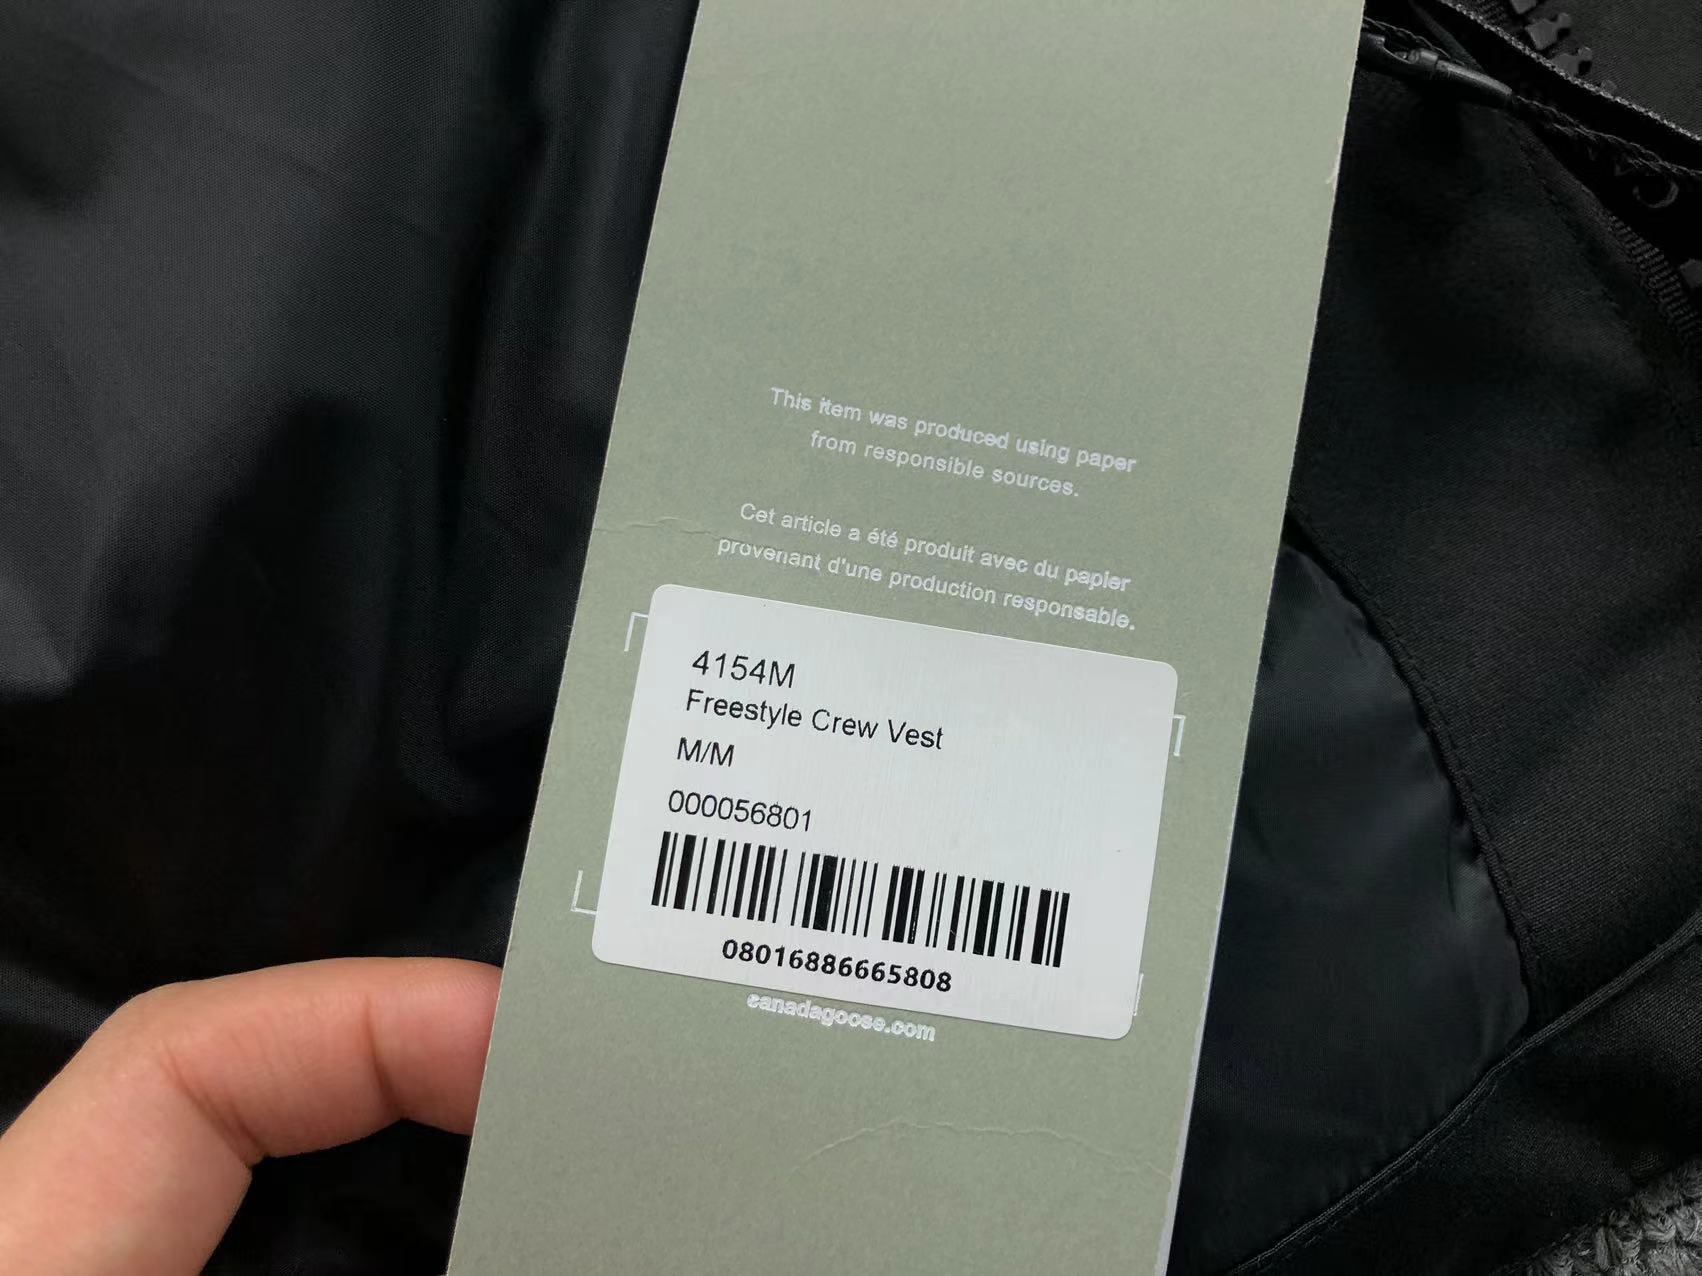 This item was produced using paper
from responsible sources.
Cet article a été produit avec du papier
provenant d'une production responsable.
4154M
Freestyle Crew Vest
M/M
000056801
08016886665808
canadagoose.com